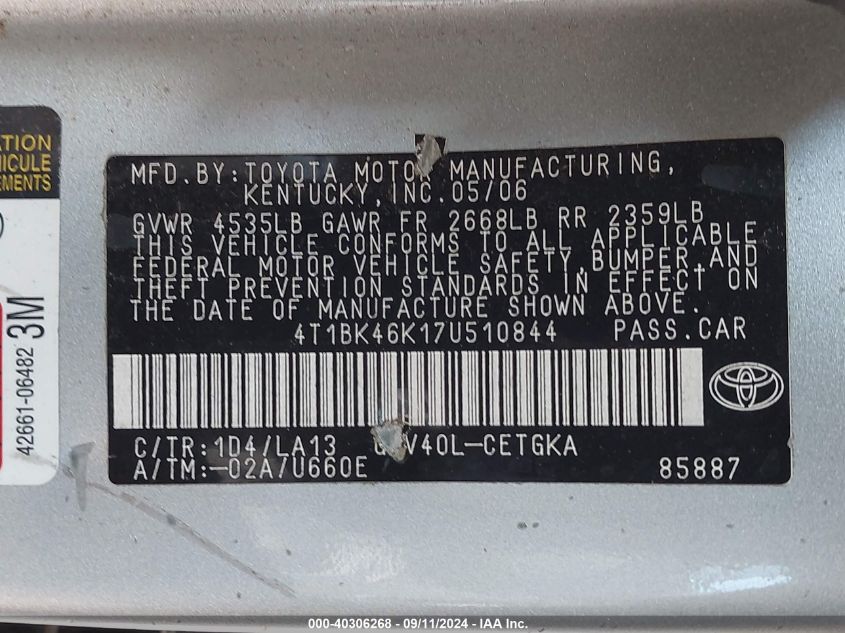 ATION
HICULE
EMENTS
3M
42661-06482
MFD.BY:TOYOTA MOTOR MANUFACTURING,
KENTUCKY,INC.05/06
GVWR 4535LB GAWR FR 2668LB RR 2359LB
THIS VEHICLE CONFORMS TO ALL APPLICABLE
FEDERAL MOTOR VEHICLE SAFETY,BUMPER,AND
THEFT PREVENTION STANDARDS IN EFFECT ON
THE DATE OF MANUFACTURE SHOWN ABOVE.
4T1BK46K17U510844 PASS.CAR
C/TR:1D4/LA13 V40L-CETGKA
A/TM:-02A/U660E 85887
000-40306268 - 09/11/2024 - IAA Inc.